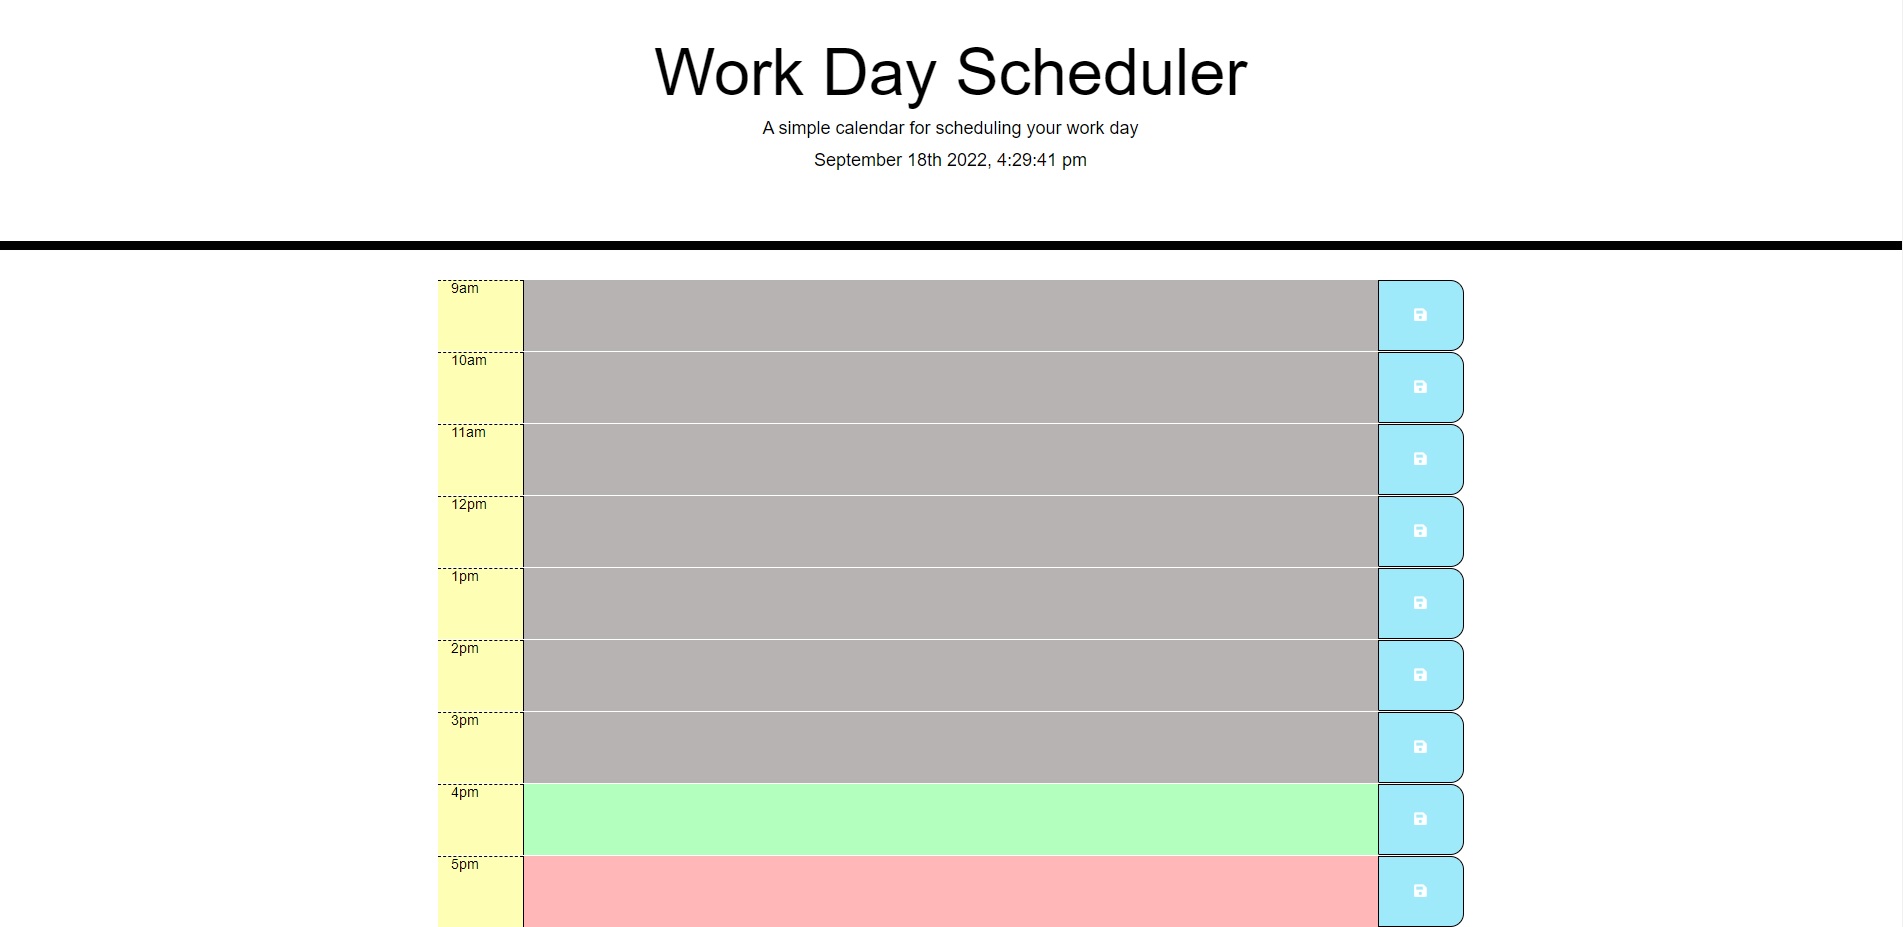 Work Day Scheduler
A simple calendar for scheduling your work day
September 18th 2022, 4:29:41 pm
9am
10am
11am
12pm
1pm
2pm
3pm
4pm
5pm